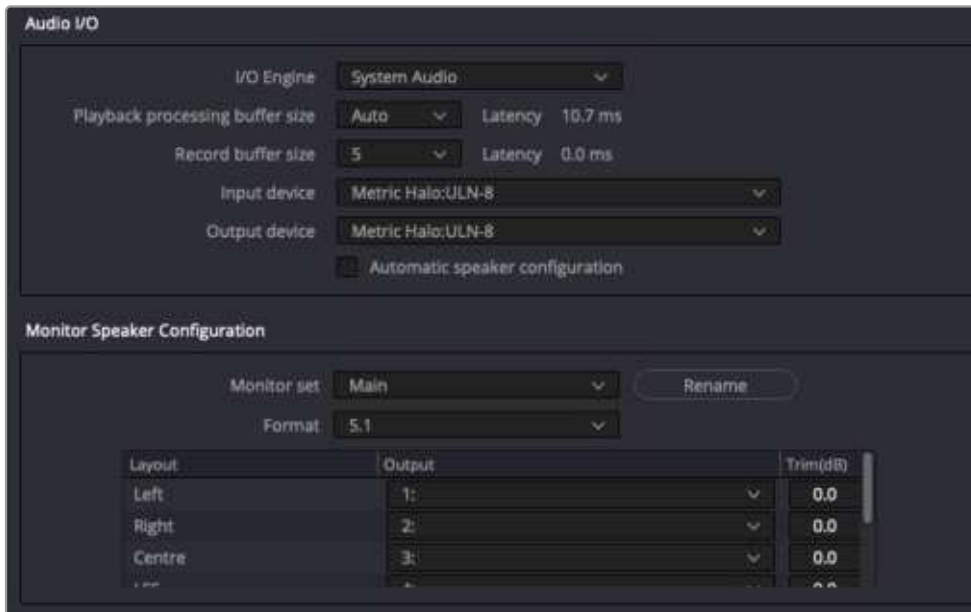 Audio I/O
I/O Engine System Audio
Playback processing buffer size Auto Latency 10.7 ms
Record buffer size 5 Latency 0.0 ms
Input device Metric Halo:ULN-8
Output device Metric Halo:ULN-8
Automatic speaker configuration
Monitor Speaker Configuration
Monitor set Main Rename
Format 5.1
Layout Output Trim(dB)
Left 1: 0.0
Right 2: 0.0
Centre 3: 0.0